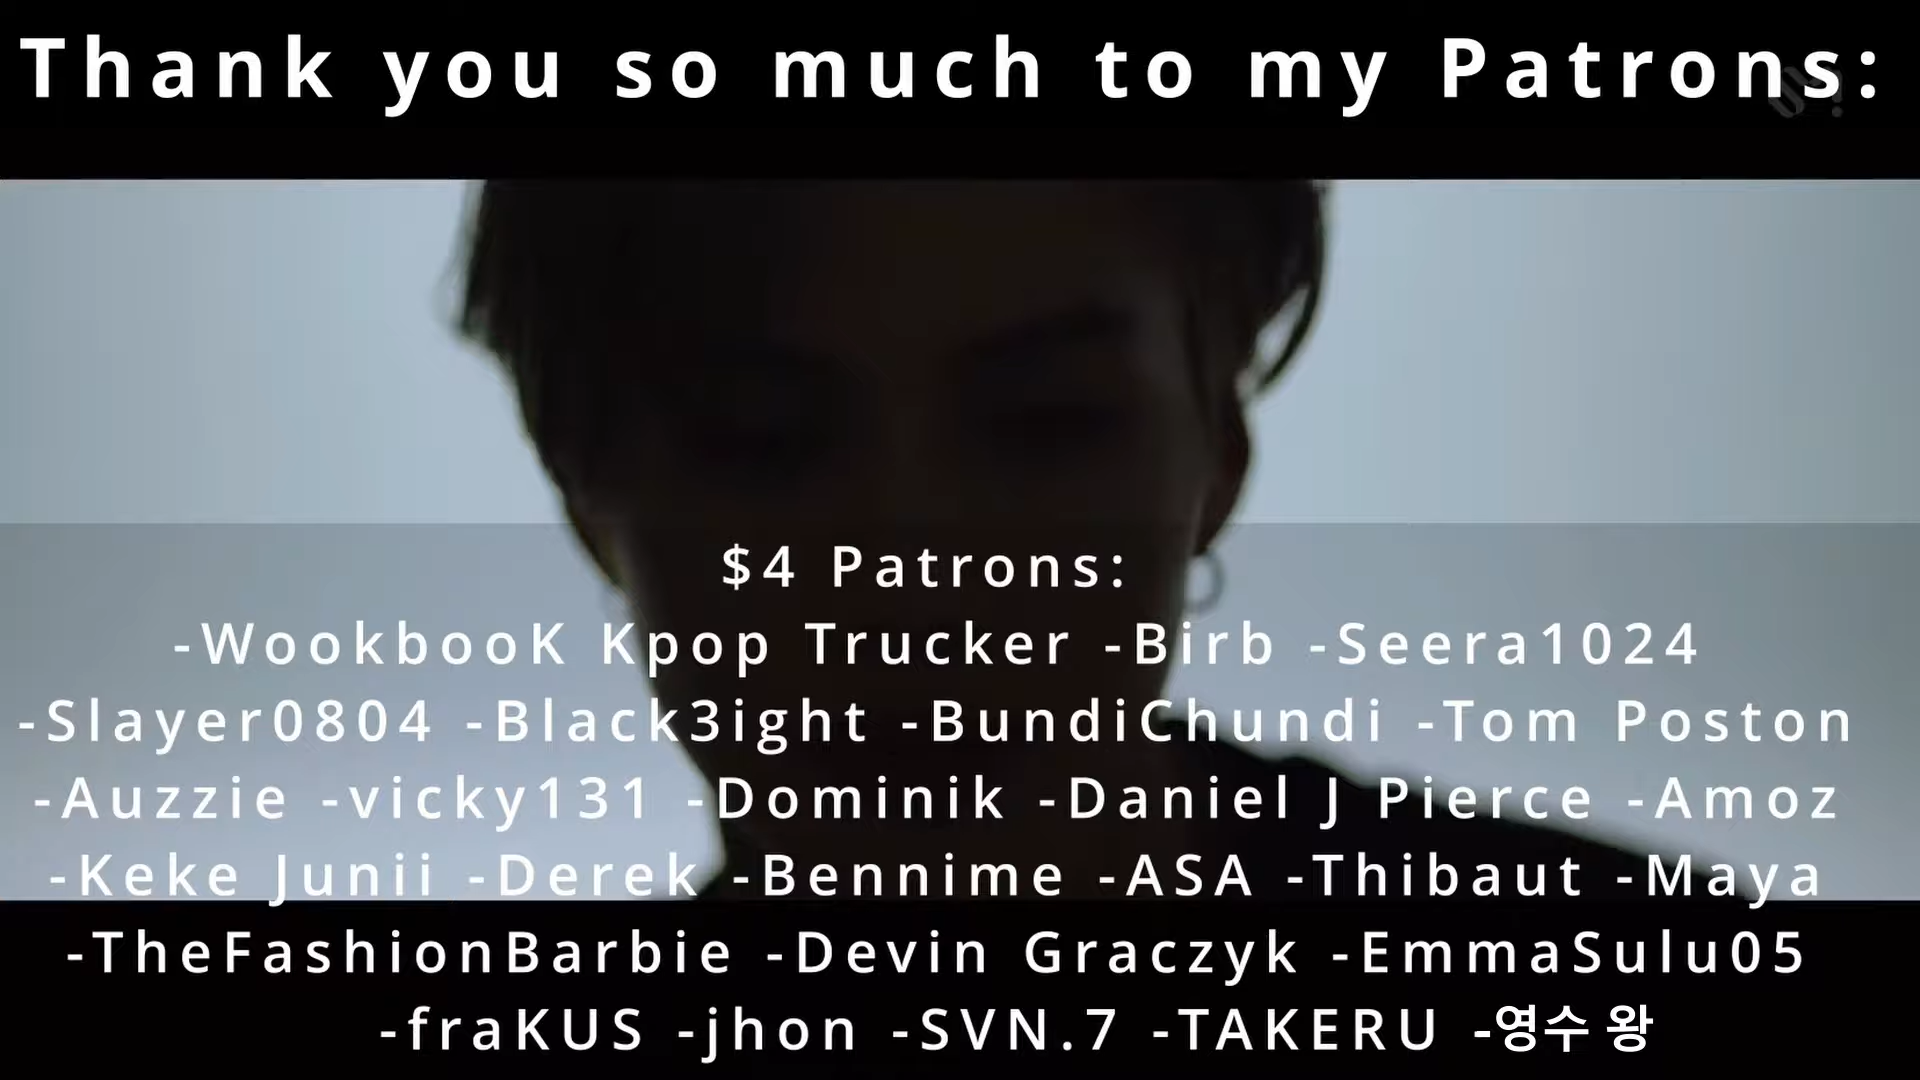 Thank you so much to my Patrons:
$4 Patrons:
-WookbooK Kpop Trucker -Birb -Seera1024
-Slayer0804 -Black3ight -BundiChundi -Tom Poston
-Auzzie -vicky131 -Dominik -Daniel J Pierce -Amoz
-Keke Junii -Derek -Bennime -ASA -Thibaut -Maya
-TheFashionBarbie -Devin Graczyk -EmmaSulu05
-fraKUS -jhon -SVN.7 -TAKERU -영수 왕